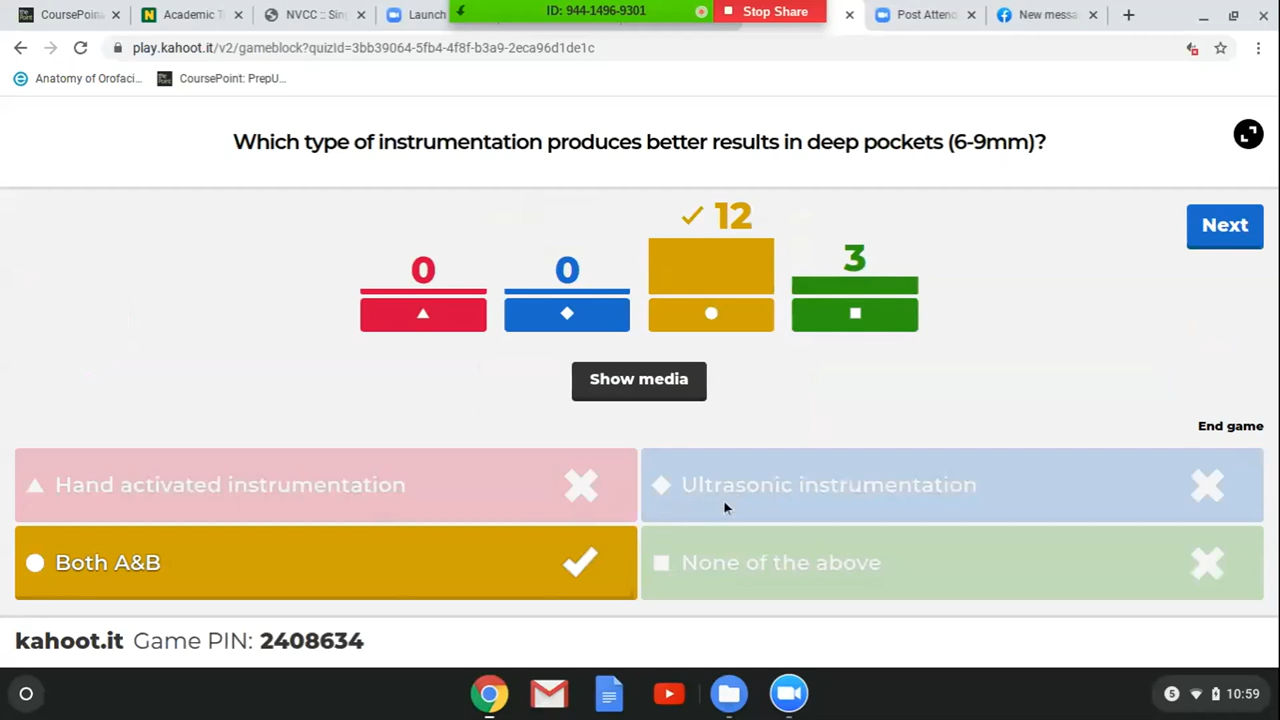 CoursePoin
Academic T
NVCC :: Sin
Launch
ID: 944-1496-9301
Stop Share
Post Atteno
New messa
play.kahoot.it/v2/gameblock?quizId=3bb39064-5fb4-4f8f-b3a9-2eca96d1de1c
Anatomy of Orofaci...
CoursePoint: PrepU...
Which type of instrumentation produces better results in deep pockets (6-9mm)?
0
0
12
3
Next
Show media
End game
Hand activated instrumentation
Ultrasonic instrumentation
Both A&B
None of the above
kahoot.it Game PIN: 2408634
5
10:59